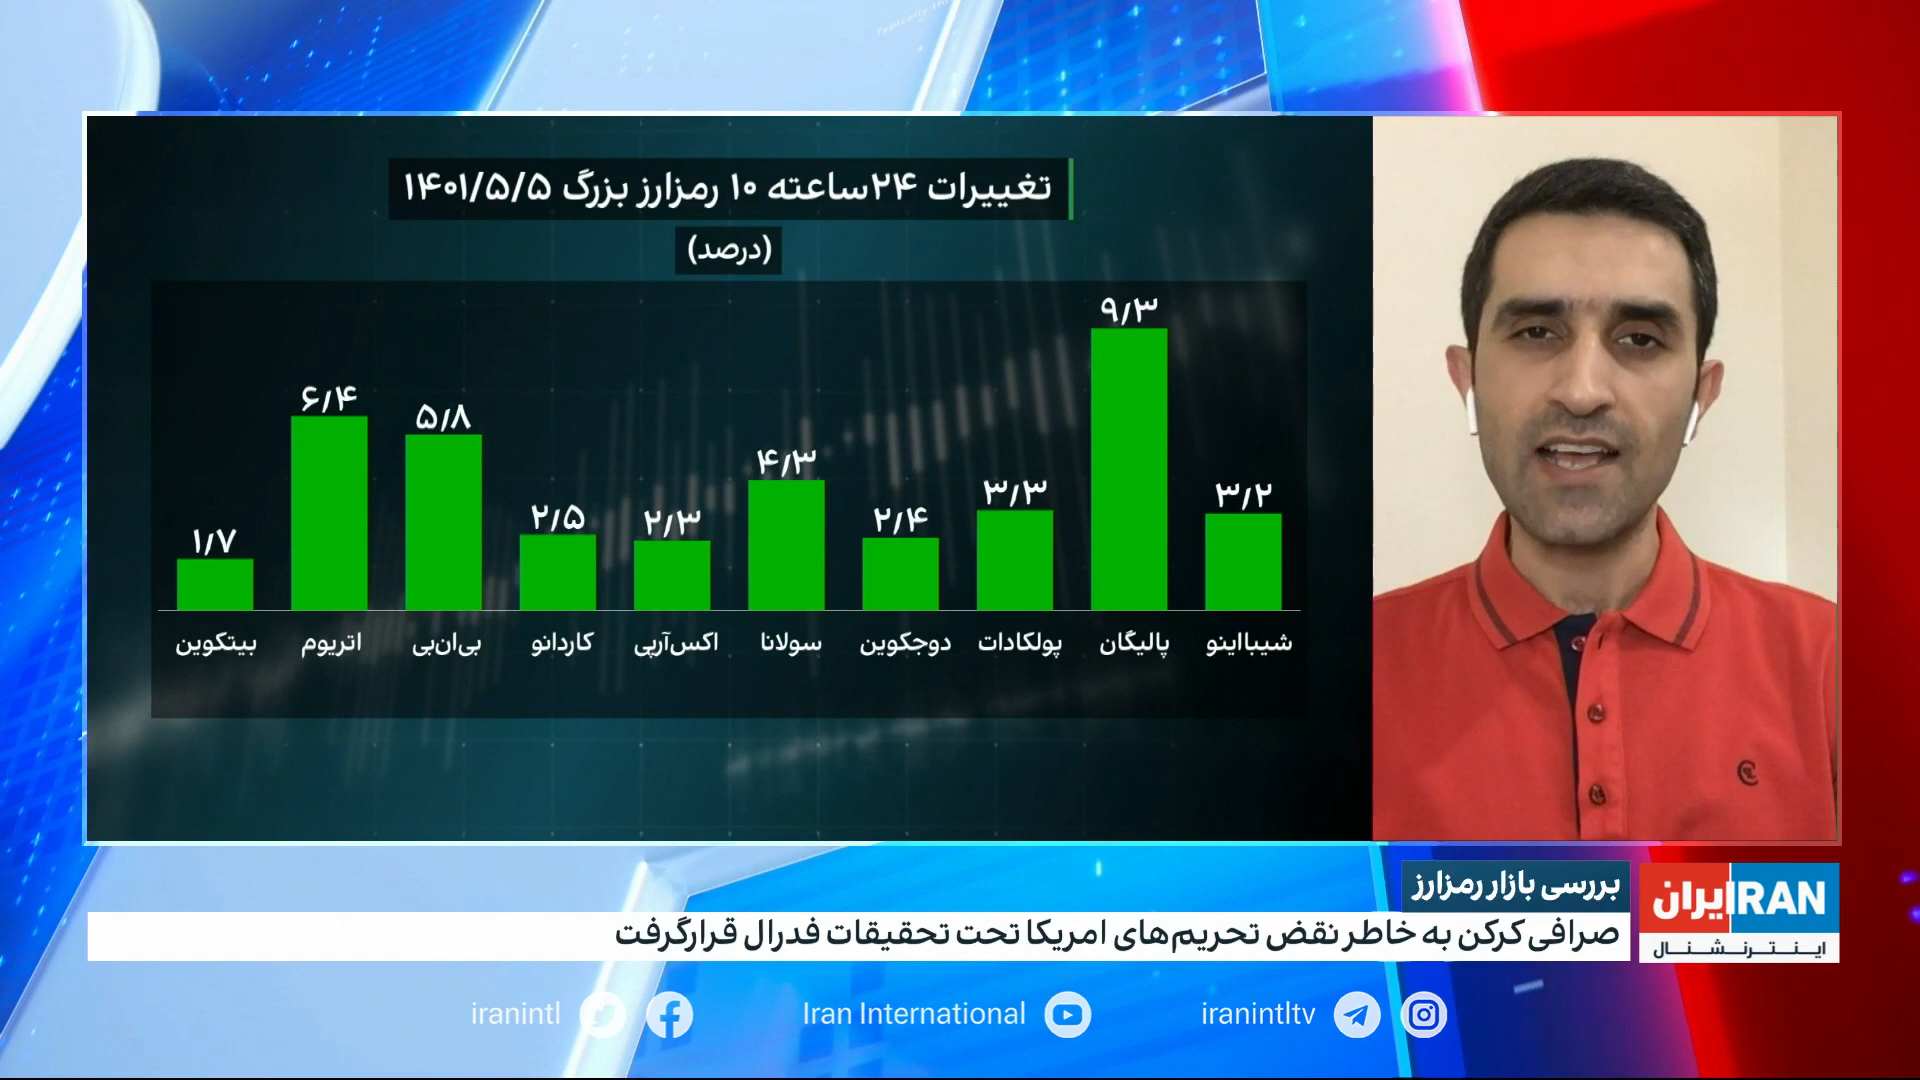 تغییرات ۲۴ساعته ۱۰ رمزارز بزرگ ۱۴۰۱/۵/۵
(درصد)
۱/۷ ۶/۴ ۵/۸ ۲/۵ ۲/۳ ۴/۳ ۲/۴ ۳/۳ ۹/۳ ۳/۲
بیتکوین اتریوم بی‌ان‌بی کاردانو اکس‌آرپی سولانا دوجکوین پولکادات پالیگان شیبااینو
بررسی بازار رمزارز
صرافی کرکن به خاطر نقض تحریم‌های امریکا تحت تحقیقات فدرال قرارگرفت
ایران IRAN
اینترنشنال
iranintl Iran International iranintltv